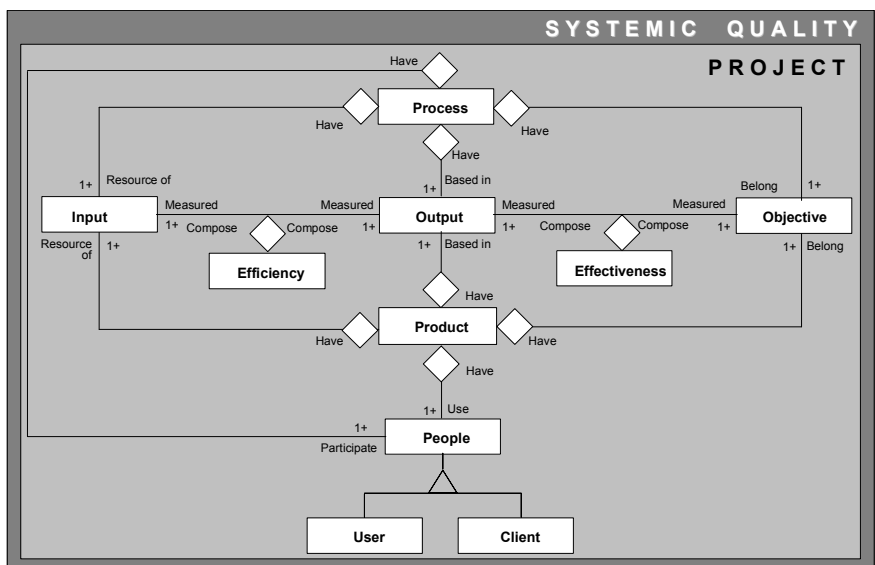 SYSTEMIC QUALITY
PROJECT
Have
Process
Have
Have
Have
1+ Resource of
Based in
1+
Belong 1+
Input
Measured
Measured
Output
Measured
Measured
Objective
1+ Compose
Compose
1+
1+ Compose
Compose
1+
Resource
of
1+
Efficiency
1+ Based in
Effectiveness
1+ Belong
Have
Product
Have
Have
Have
1+ Use
1+
Participate
People
User
Client